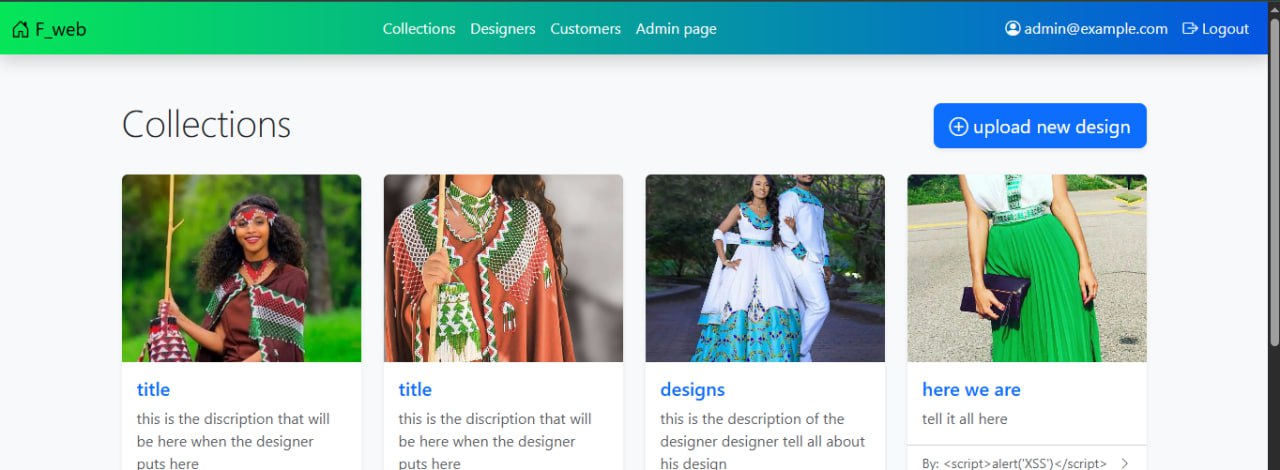 F_web
Collections Designers Customers Admin page
admin@example.com Logout
Collections
upload new design
title
this is the discription that will
be here when the designer
puts here
title
this is the discription that will
be here when the designer
puts here
designs
this is the description of the
designer designer tell all about
his design
here we are
tell it all here
By: <script>alert('XSS')</script>